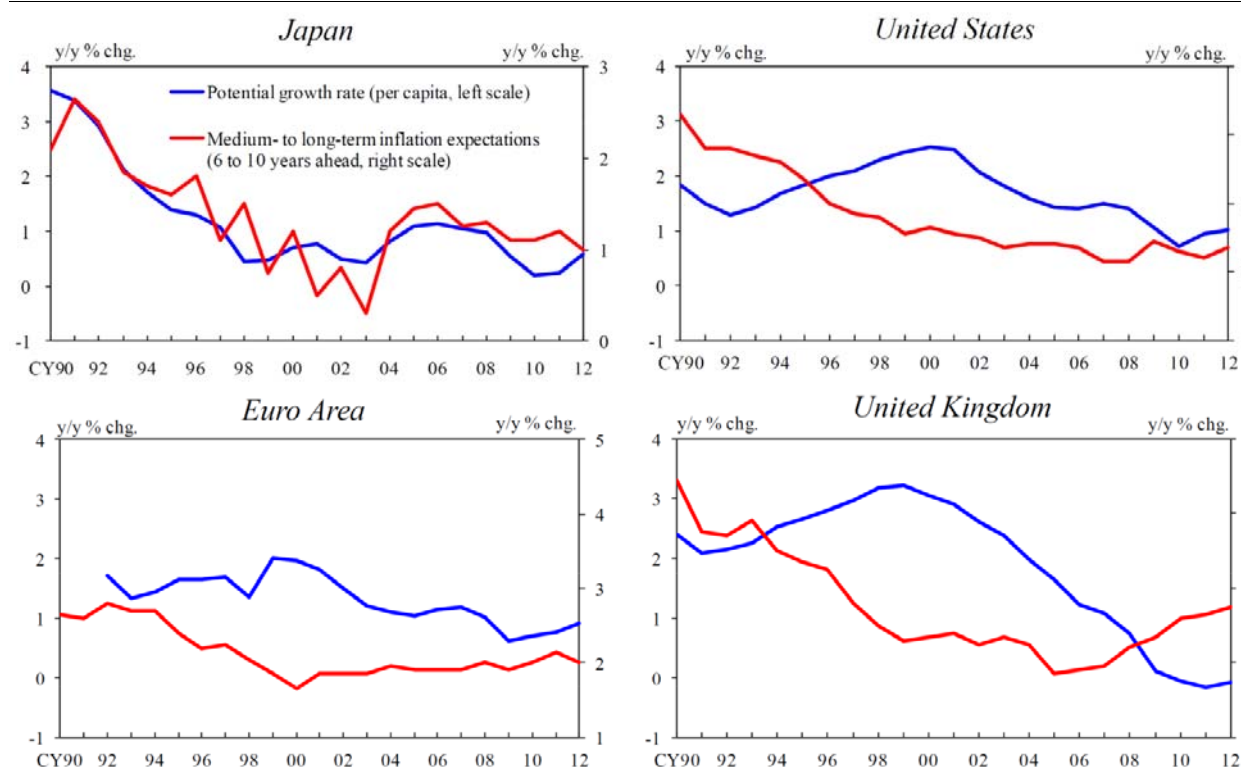 Japan
y/y % chg.
y/y % chg.
4
3
2
1
0
-1
3
2
1
0
Potential growth rate (per capita, left scale)
Medium- to long-term inflation expectations
(6 to 10 years ahead, right scale)
CY90 92 94 96 98 00 02 04 06 08 10 12
United States
y/y % chg.
y/y % chg.
4
3
2
1
0
-1
CY90 92 94 96 98 00 02 04 06 08 10 12
Euro Area
y/y % chg.
y/y % chg.
4
3
2
1
0
-1
5
4
3
2
1
CY90 92 94 96 98 00 02 04 06 08 10 12
United Kingdom
y/y % chg.
y/y % chg.
4
3
2
1
0
-1
CY90 92 94 96 98 00 02 04 06 08 10 12